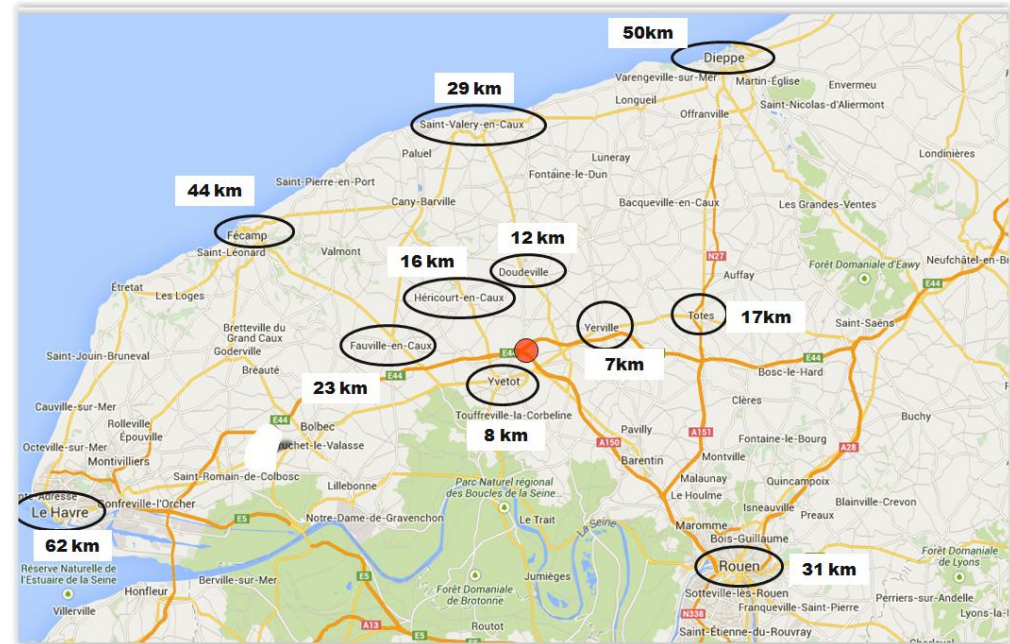 50km
Dieppe
Varengeville-sur-Mer
Martin-Église
Envermeu
29 km
Longueil
Saint-Nicolas-d'Aliermont
Offranville
Saint-Valery-en-Caux
Paluel
Luneray
Londinières
Fontaine-le-Dun
Saint-Pierre-en-Port
44 km
Cany-Barville
Bacqueville-en-Caux
Les Grandes-Ventes
Fécamp
12 km
Saint-Léonard
Valmont
N27
Neufchâtel-en-Br
16 km
Doudeville
Auffay
Forêt Domaniale d'Eawy
E44
Étretat
Les Loges
Héricourt-en-Caux
Totes
17km
Saint-Saëns
Bretteville du
Grand Caux
Yerville
Fauville-en-Caux
Goderville
E44
Saint-Jouin-Bruneval
7km
E44
Bosc-le-Hard
Bréauté
E44
23 km
Yvetot
Clères
Cauville-sur-Mer
Touffreville-la-Corbeline
Buchy
Rolleville
E44
Bolbec
8 km
Pavilly
A151
Épouville
A150
Fontaine-le-Bourg
A28
Octeville-sur-Mer
uchet-le-Valasse
Montville
Montivilliers
Barentin
Saint-Romain-de-Colbosc
Malaunay
Quincampoix
Lillebonne
Parc Naturel régional
des Boucles de la Seine
nte-Adresse
Le Houlme
Blainville-Crevon
Gonfreville-l'Orcher
Isneauville
Le Havre
E5
Notre-Dame-de-Gravenchon
Le Trait
La Seine
Preaux
Maromme
Bois-Guillaume
62 km
Rouen
31 km
Forêt Domaniale
de Lyons
Réserve Naturelle de
l'Estuaire de la Seine
Berville-sur-Mer
E5
Jumièges
Honfleur
Forêt Domaniale
de Brotonne
Sotteville-lès-Rouen
Perriers-sur-Andelle
Villerville
N338
Franqueville-Saint-Pierre
Lyons-la-
A13
Routot
E5
Saint-Étienne-du-Rouvray